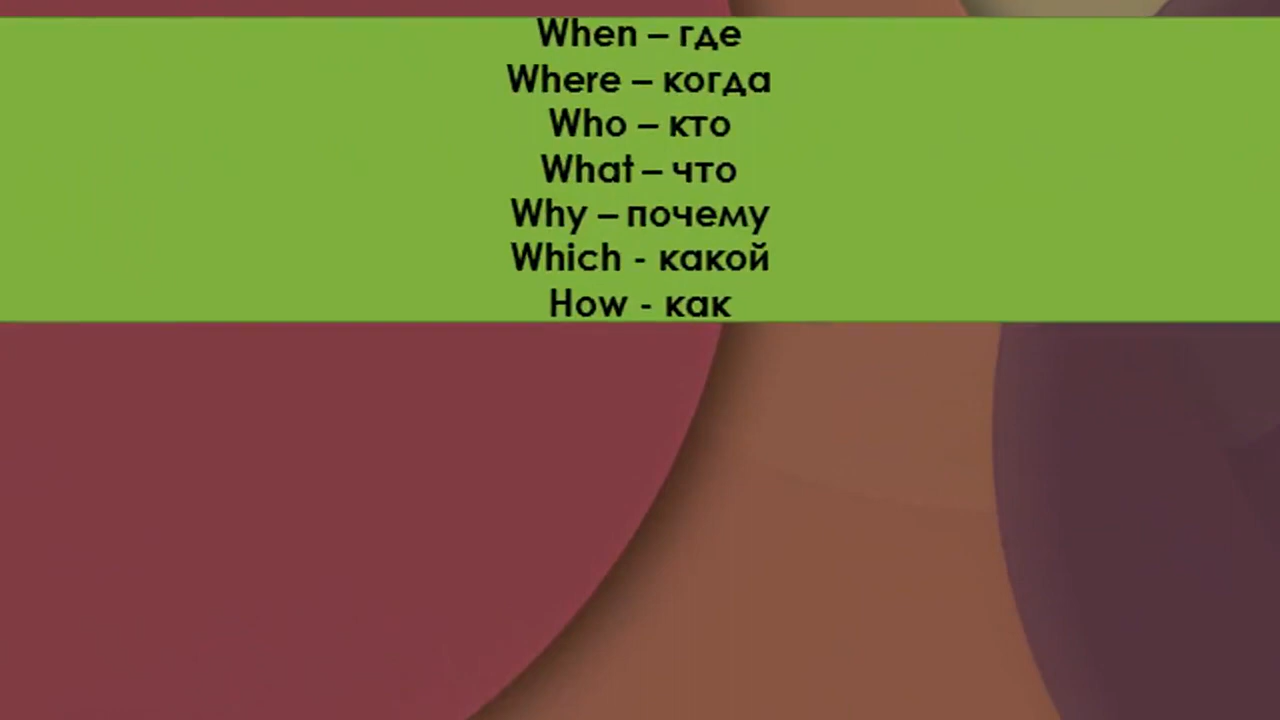 When – где
Where – когда
Who – кто
What – что
Why – почему
Which - какой
How - как